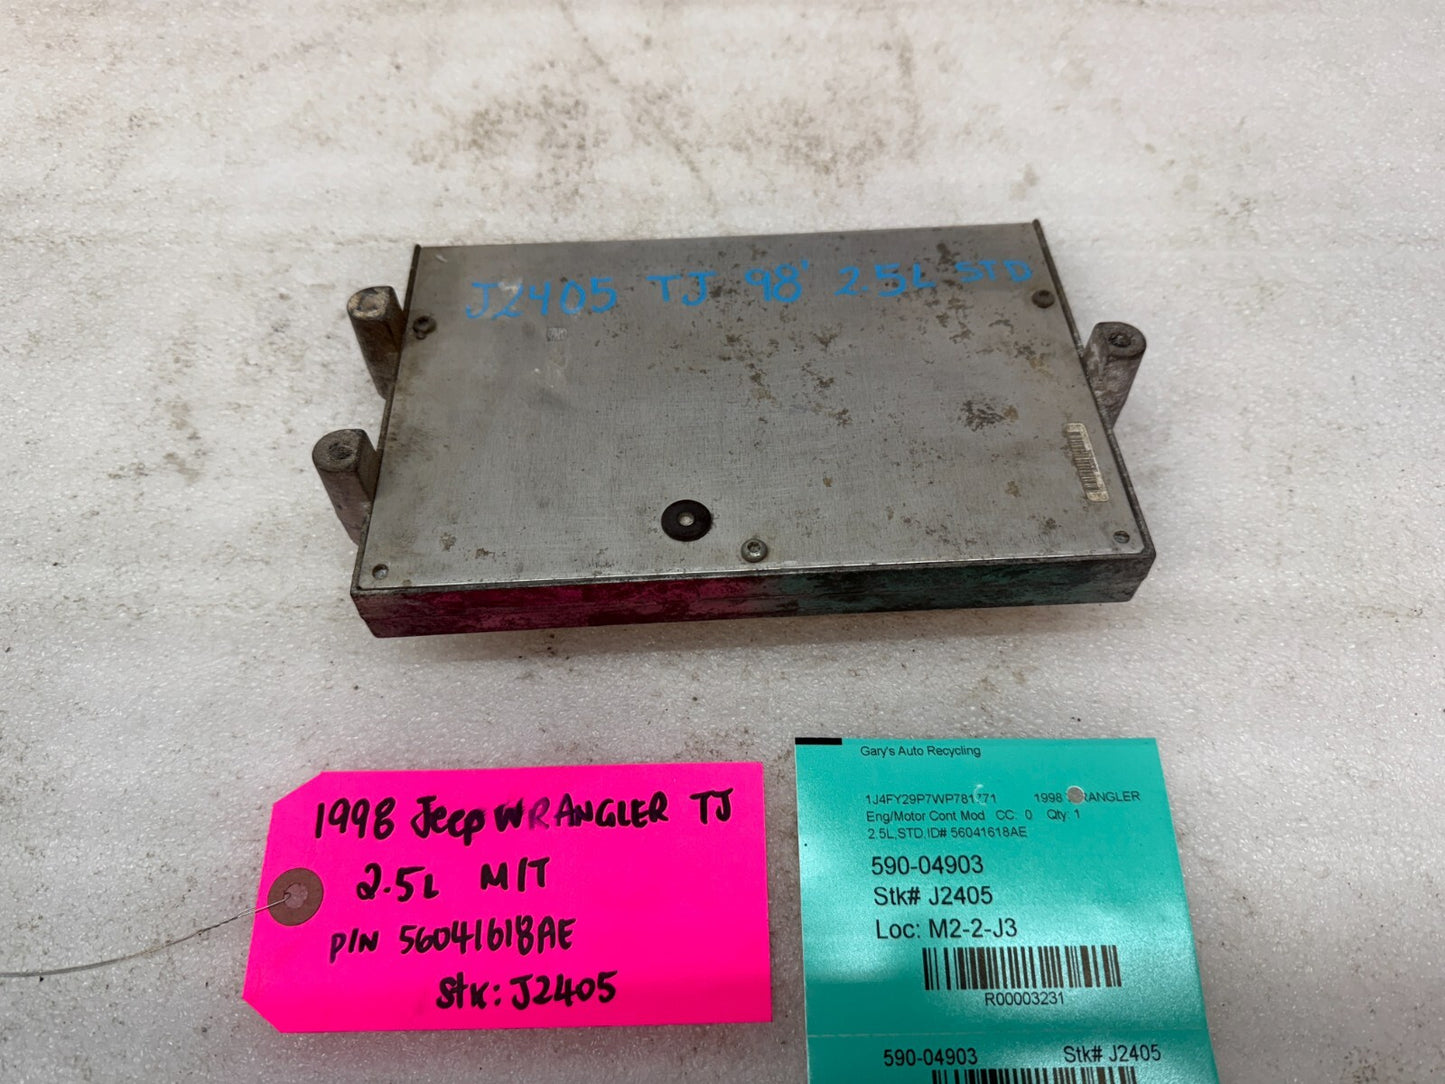 J2405 TJ 98' 2.5L STD
1998 Jeep WRANGLER TJ
2.5L M/T
P/N 56041618AE
Stk: J2405
Gary's Auto Recycling
1998 WRANGLER
Eng/Motor Cont Mod CC: 0 Qty: 1
2.5L,STD,ID# 56041618AE
590-04903
Stk# J2405
Loc: M2-2-J3
R00003231
590-04903 Stk# J2405